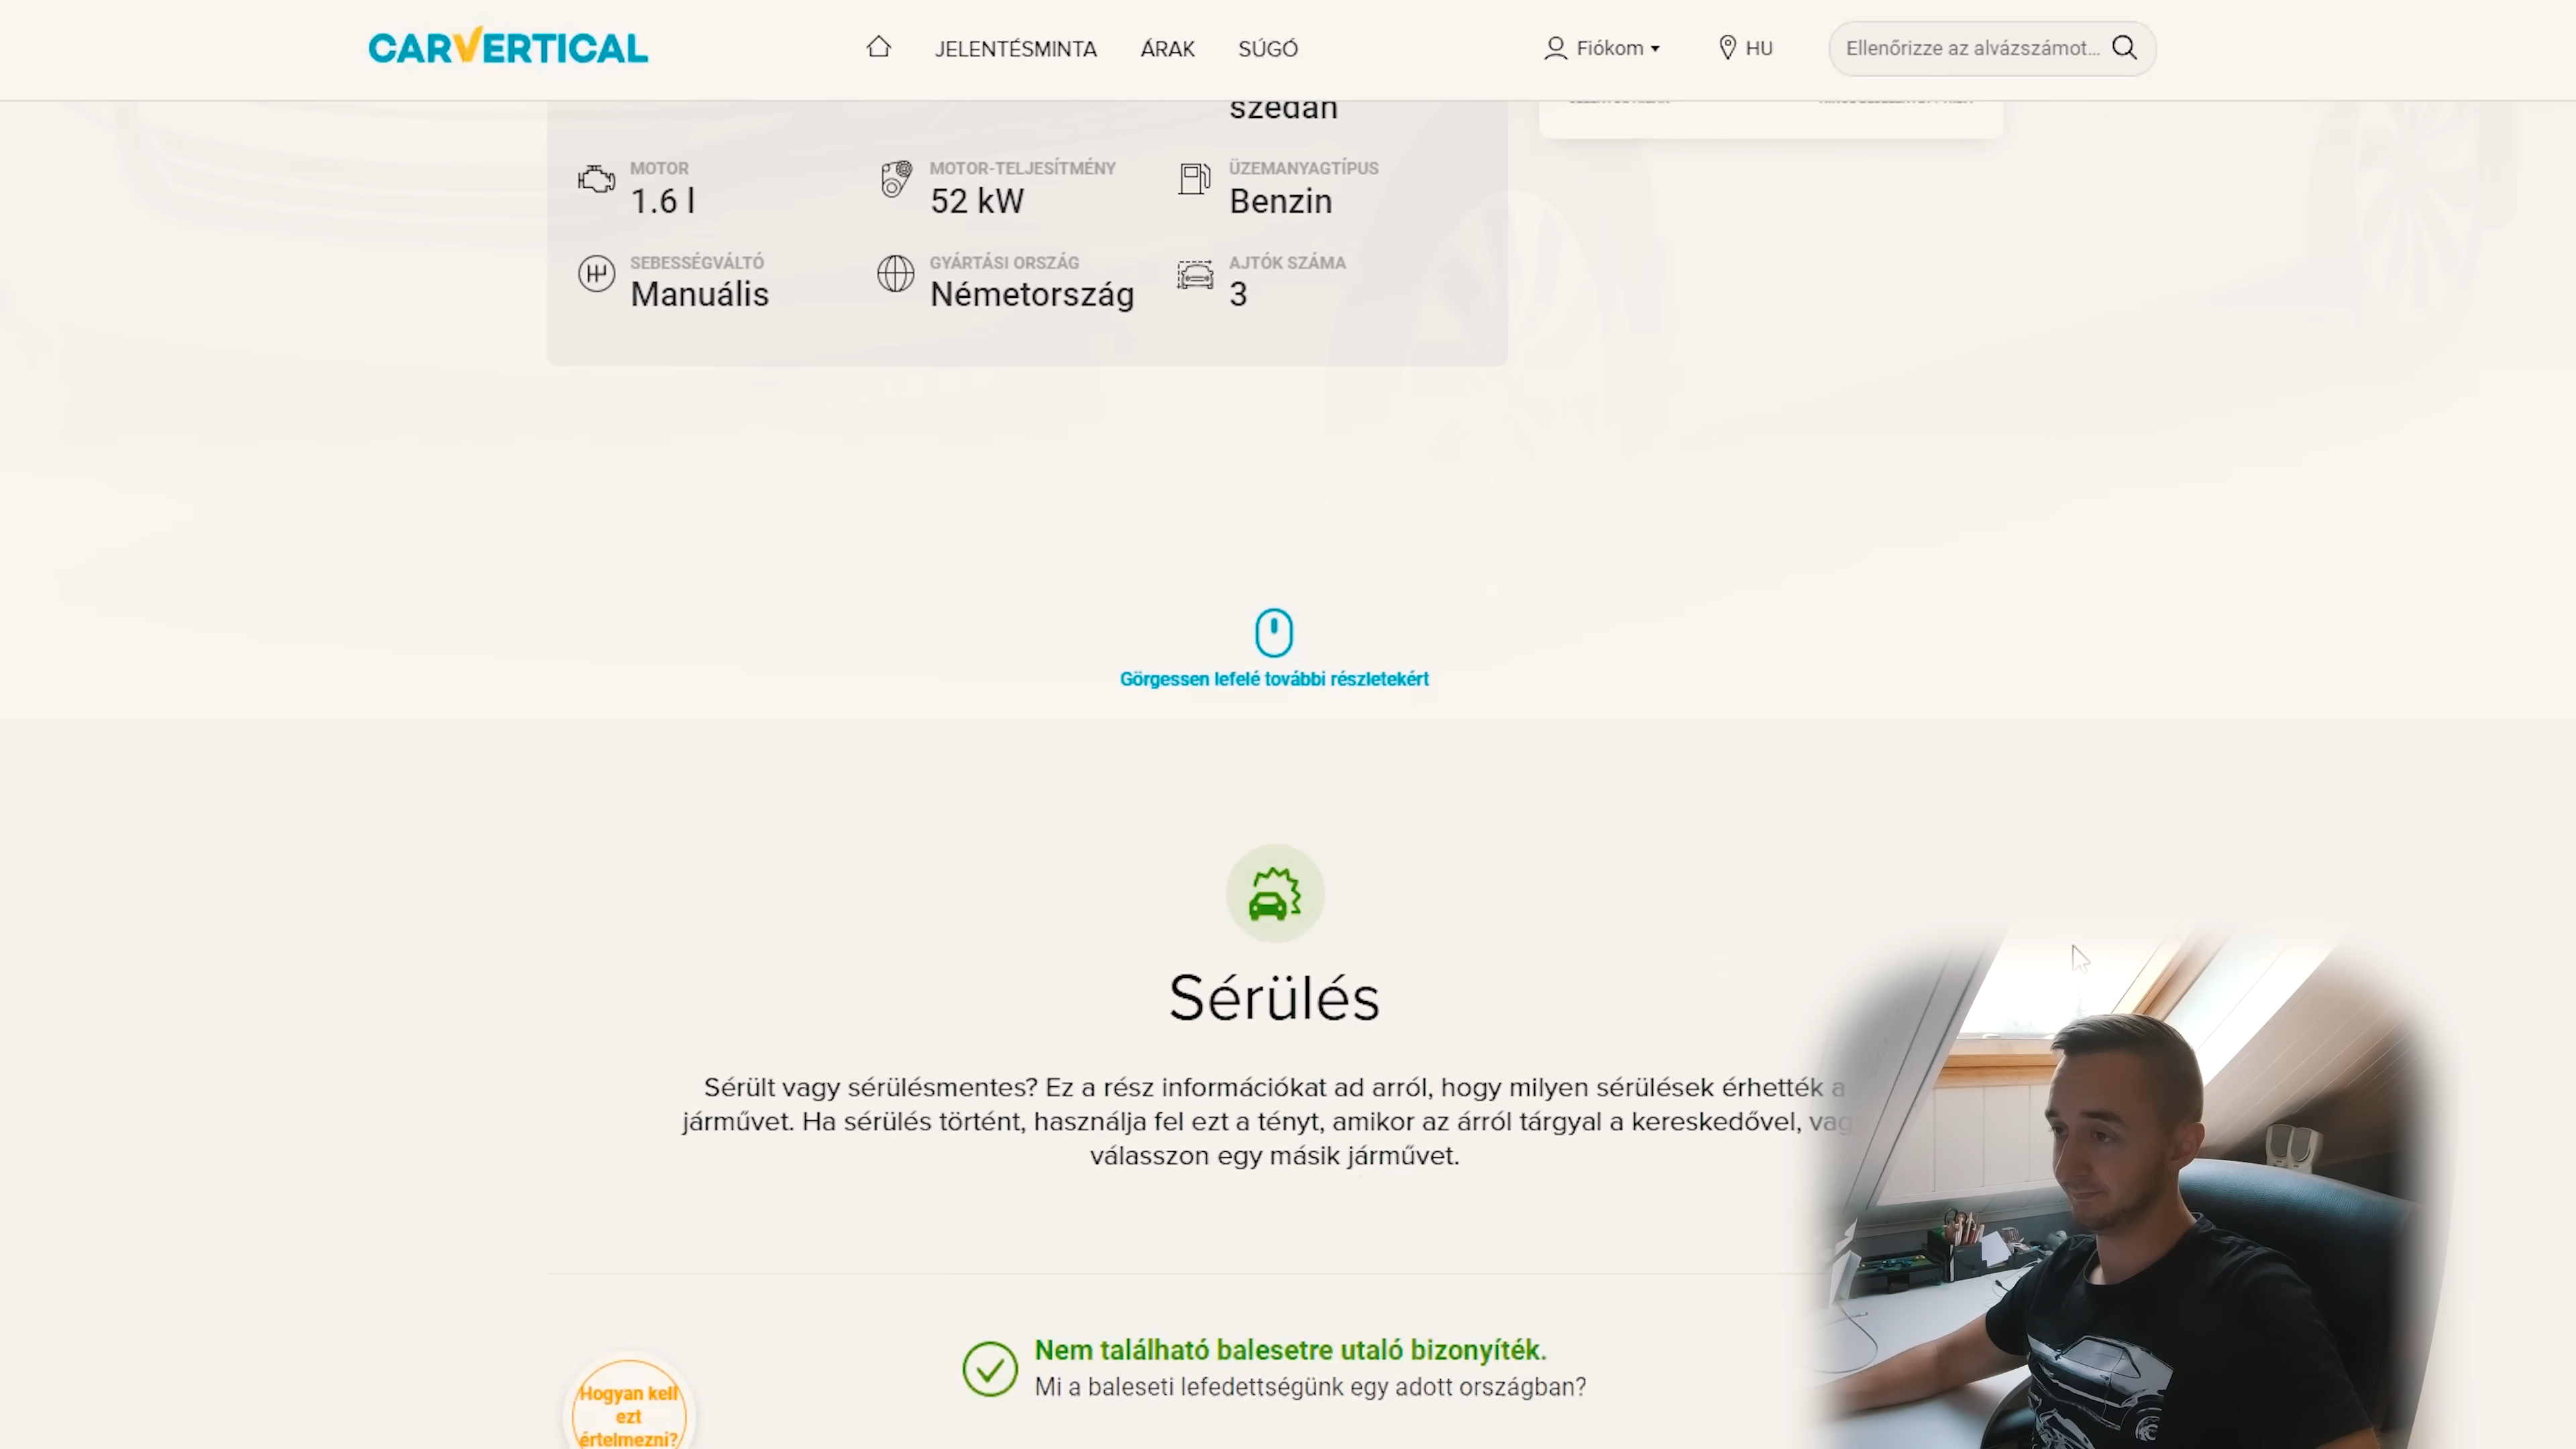 CARVERTICAL
JELENTÉSMINTA
ÁRAK
SÚGÓ
Fiókom
HU
Ellenőrizze az alvázszámot...
szedán
MOTOR
1.6 l
MOTOR-TELJESÍTMÉNY
52 kW
ÜZEMANYAGTÍPUS
Benzin
SEBESSÉGVÁLTÓ
Manuális
GYÁRTÁSI ORSZÁG
Németország
AJTÓK SZÁMA
3
Görgessen lefelé további részletekért
Sérülés
Sérült vagy sérülésmentes? Ez a rész információkat ad arról, hogy milyen sérülések érhették a
járművet. Ha sérülés történt, használja fel ezt a tényt, amikor az árról tárgyal a kereskedővel, vag
válasszon egy másik járművet.
Nem található balesetre utaló bizonyíték.
Mi a baleseti lefedettségünk egy adott országban?
Hogyan kell
ezt
értelmezni?